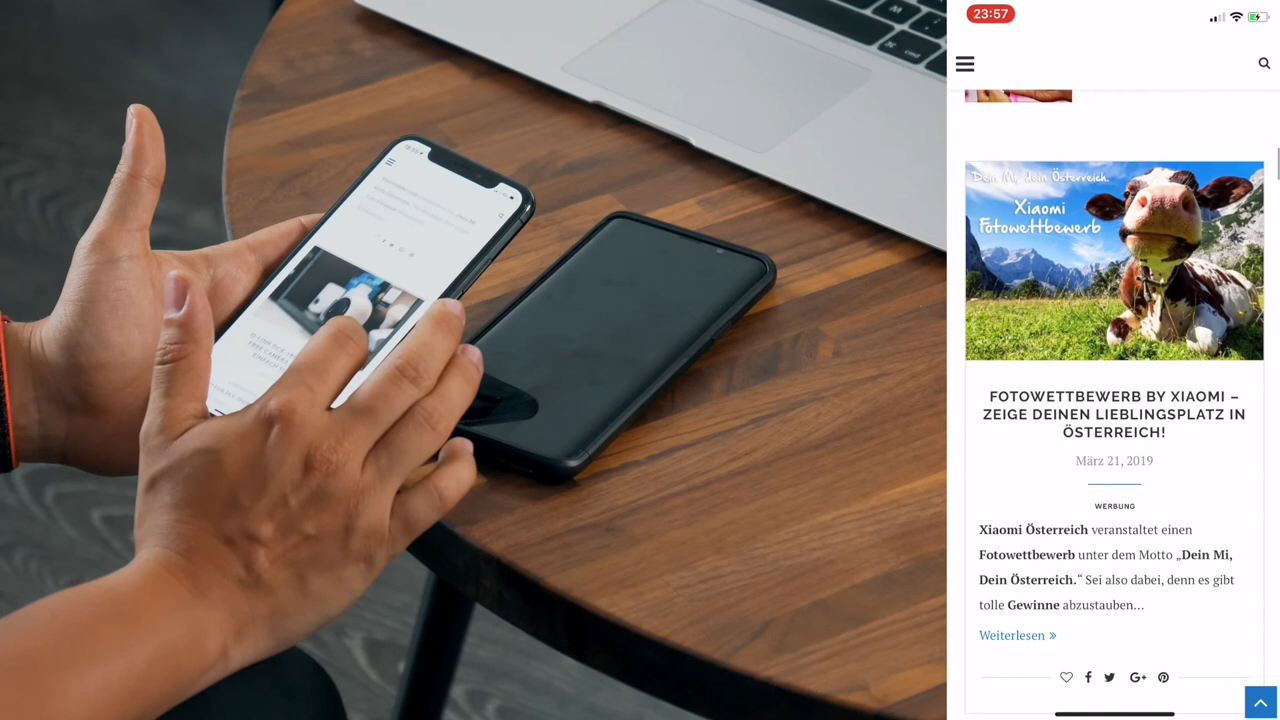 cmd
23:57
Dein Mi, dein Österreich.
Xiaomi
Fotowettbewerb
FOTOWETTBEWERB BY XIAOMI –
ZEIGE DEINEN LIEBLINGSPLATZ IN
ÖSTERREICH!
März 21, 2019
WERBUNG
Xiaomi Österreich veranstaltet einen
Fotowettbewerb unter dem Motto „Dein Mi,
Dein Österreich.“ Sei also dabei, denn es gibt
tolle Gewinne abzustauben...
Weiterlesen »